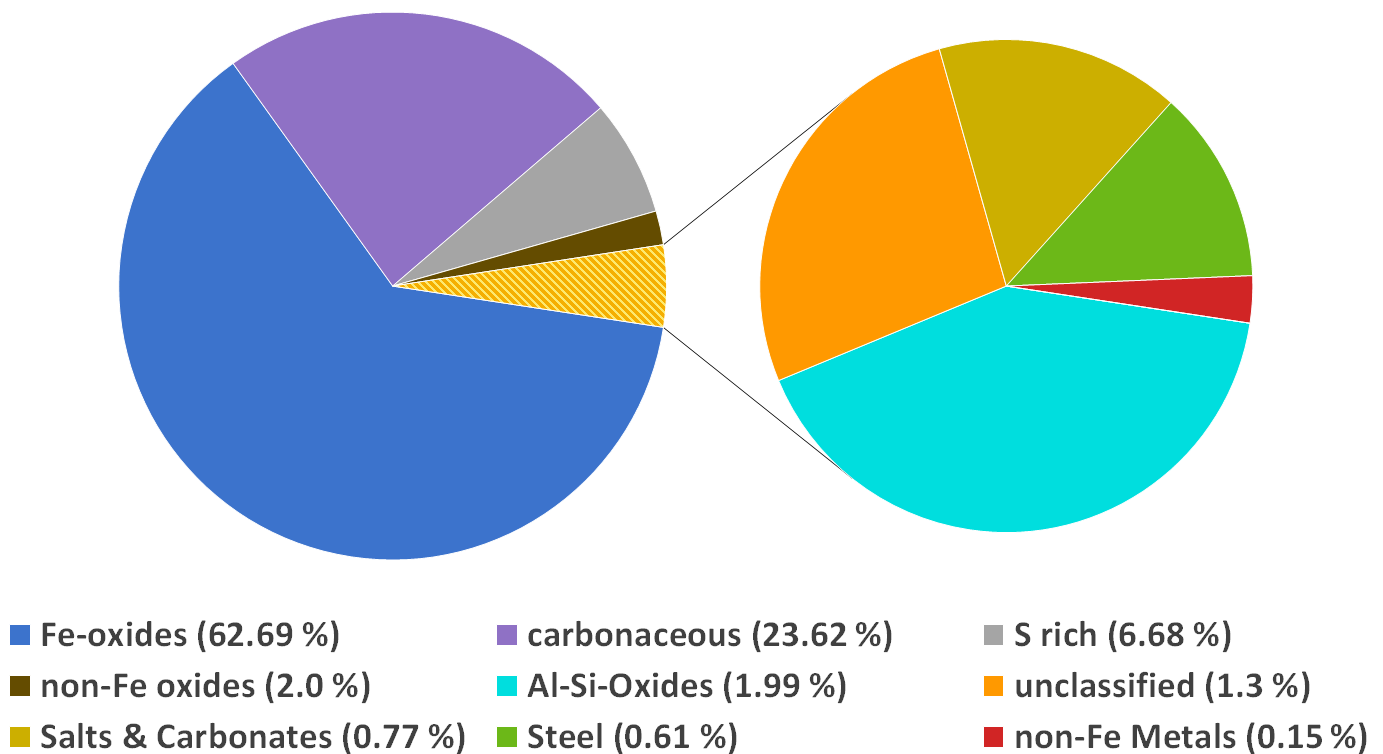 Fe-oxides (62.69 %) carbonaceous (23.62 %) S rich (6.68 %)
non-Fe oxides (2.0 %) Al-Si-Oxides (1.99 %) unclassified (1.3 %)
Salts & Carbonates (0.77 %) Steel (0.61 %) non-Fe Metals (0.15 %)